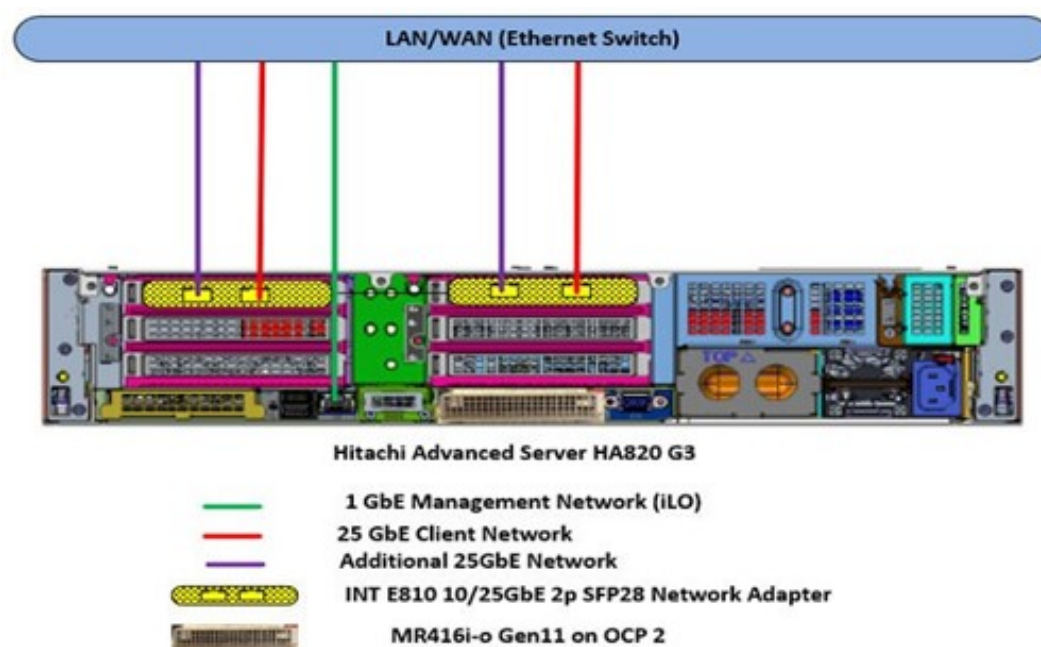 LAN/WAN (Ethernet Switch)
TOP △
Hitachi Advanced Server HA820 G3
1 GbE Management Network (iLO)
25 GbE Client Network
Additional 25GbE Network
INT E810 10/25GbE 2p SFP28 Network Adapter
MR416i-o Gen11 on OCP 2